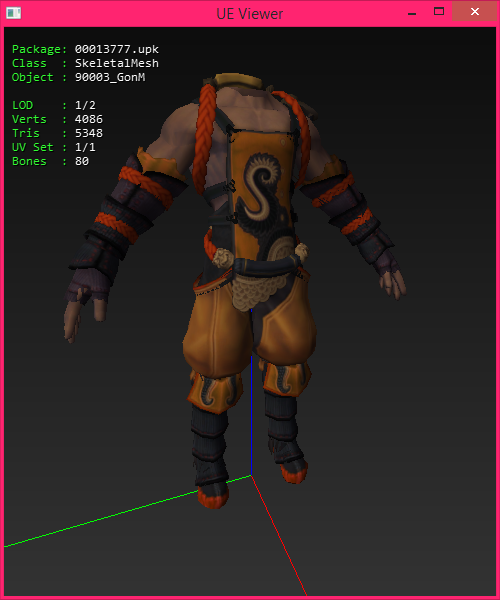 UE Viewer
Package: 00013777.upk
Class  : SkeletalMesh
Object : 90003_GonM
LOD    : 1/2
Verts  : 4086
Tris   : 5348
UV Set : 1/1
Bones  : 80